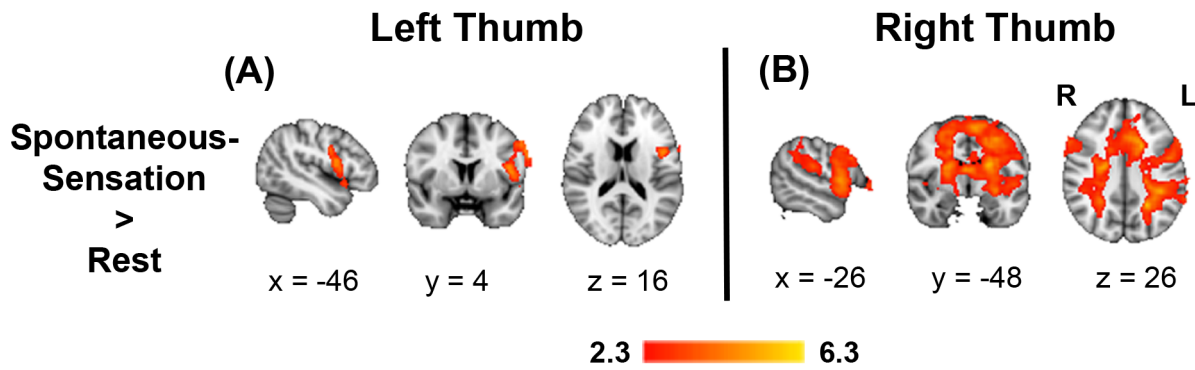 Left Thumb
Right Thumb
(A)
(B)
R
L
Spontaneous-
Sensation
>
Rest
x = -46
y = 4
z = 16
x = -26
y = -48
z = 26
2.3
6.3